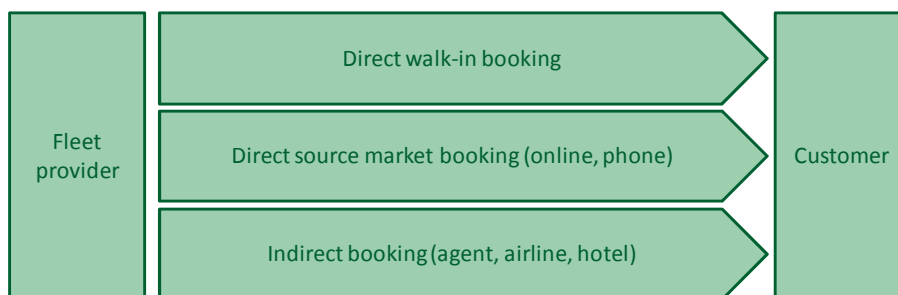 Direct walk-in booking
Fleet
provider
Direct source market booking (online, phone)
Customer
Indirect booking (agent, airline, hotel)